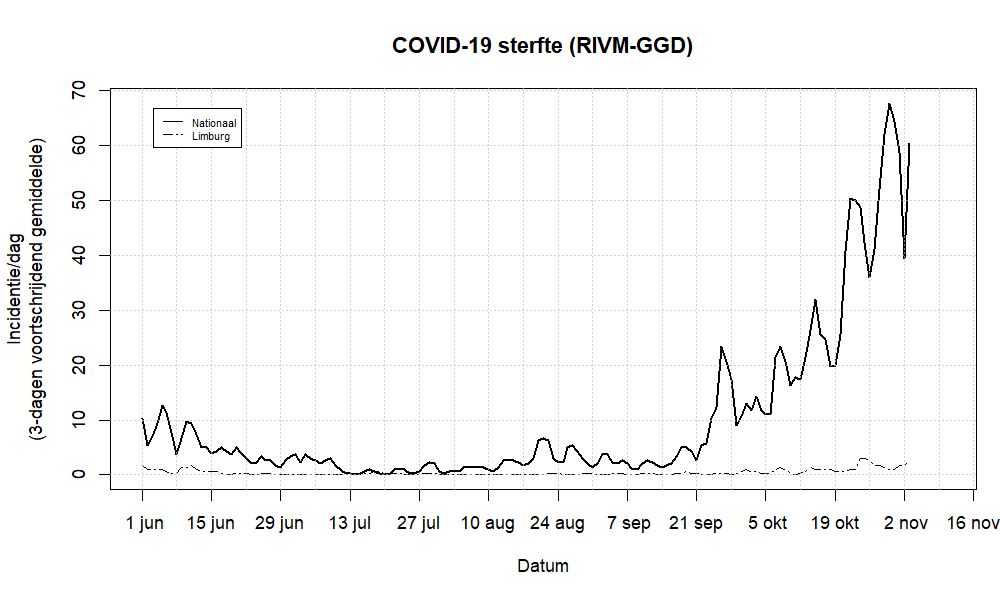 COVID-19 sterfte (RIVM-GGD)
Incidentie/dag
(3-dagen voortschrijdend gemiddelde)
70
60
50
40
30
20
10
0
Nationaal
Limburg
1 jun 15 jun 29 jun 13 jul 27 jul 10 aug 24 aug 7 sep 21 sep 5 okt 19 okt 2 nov 16 nov
Datum